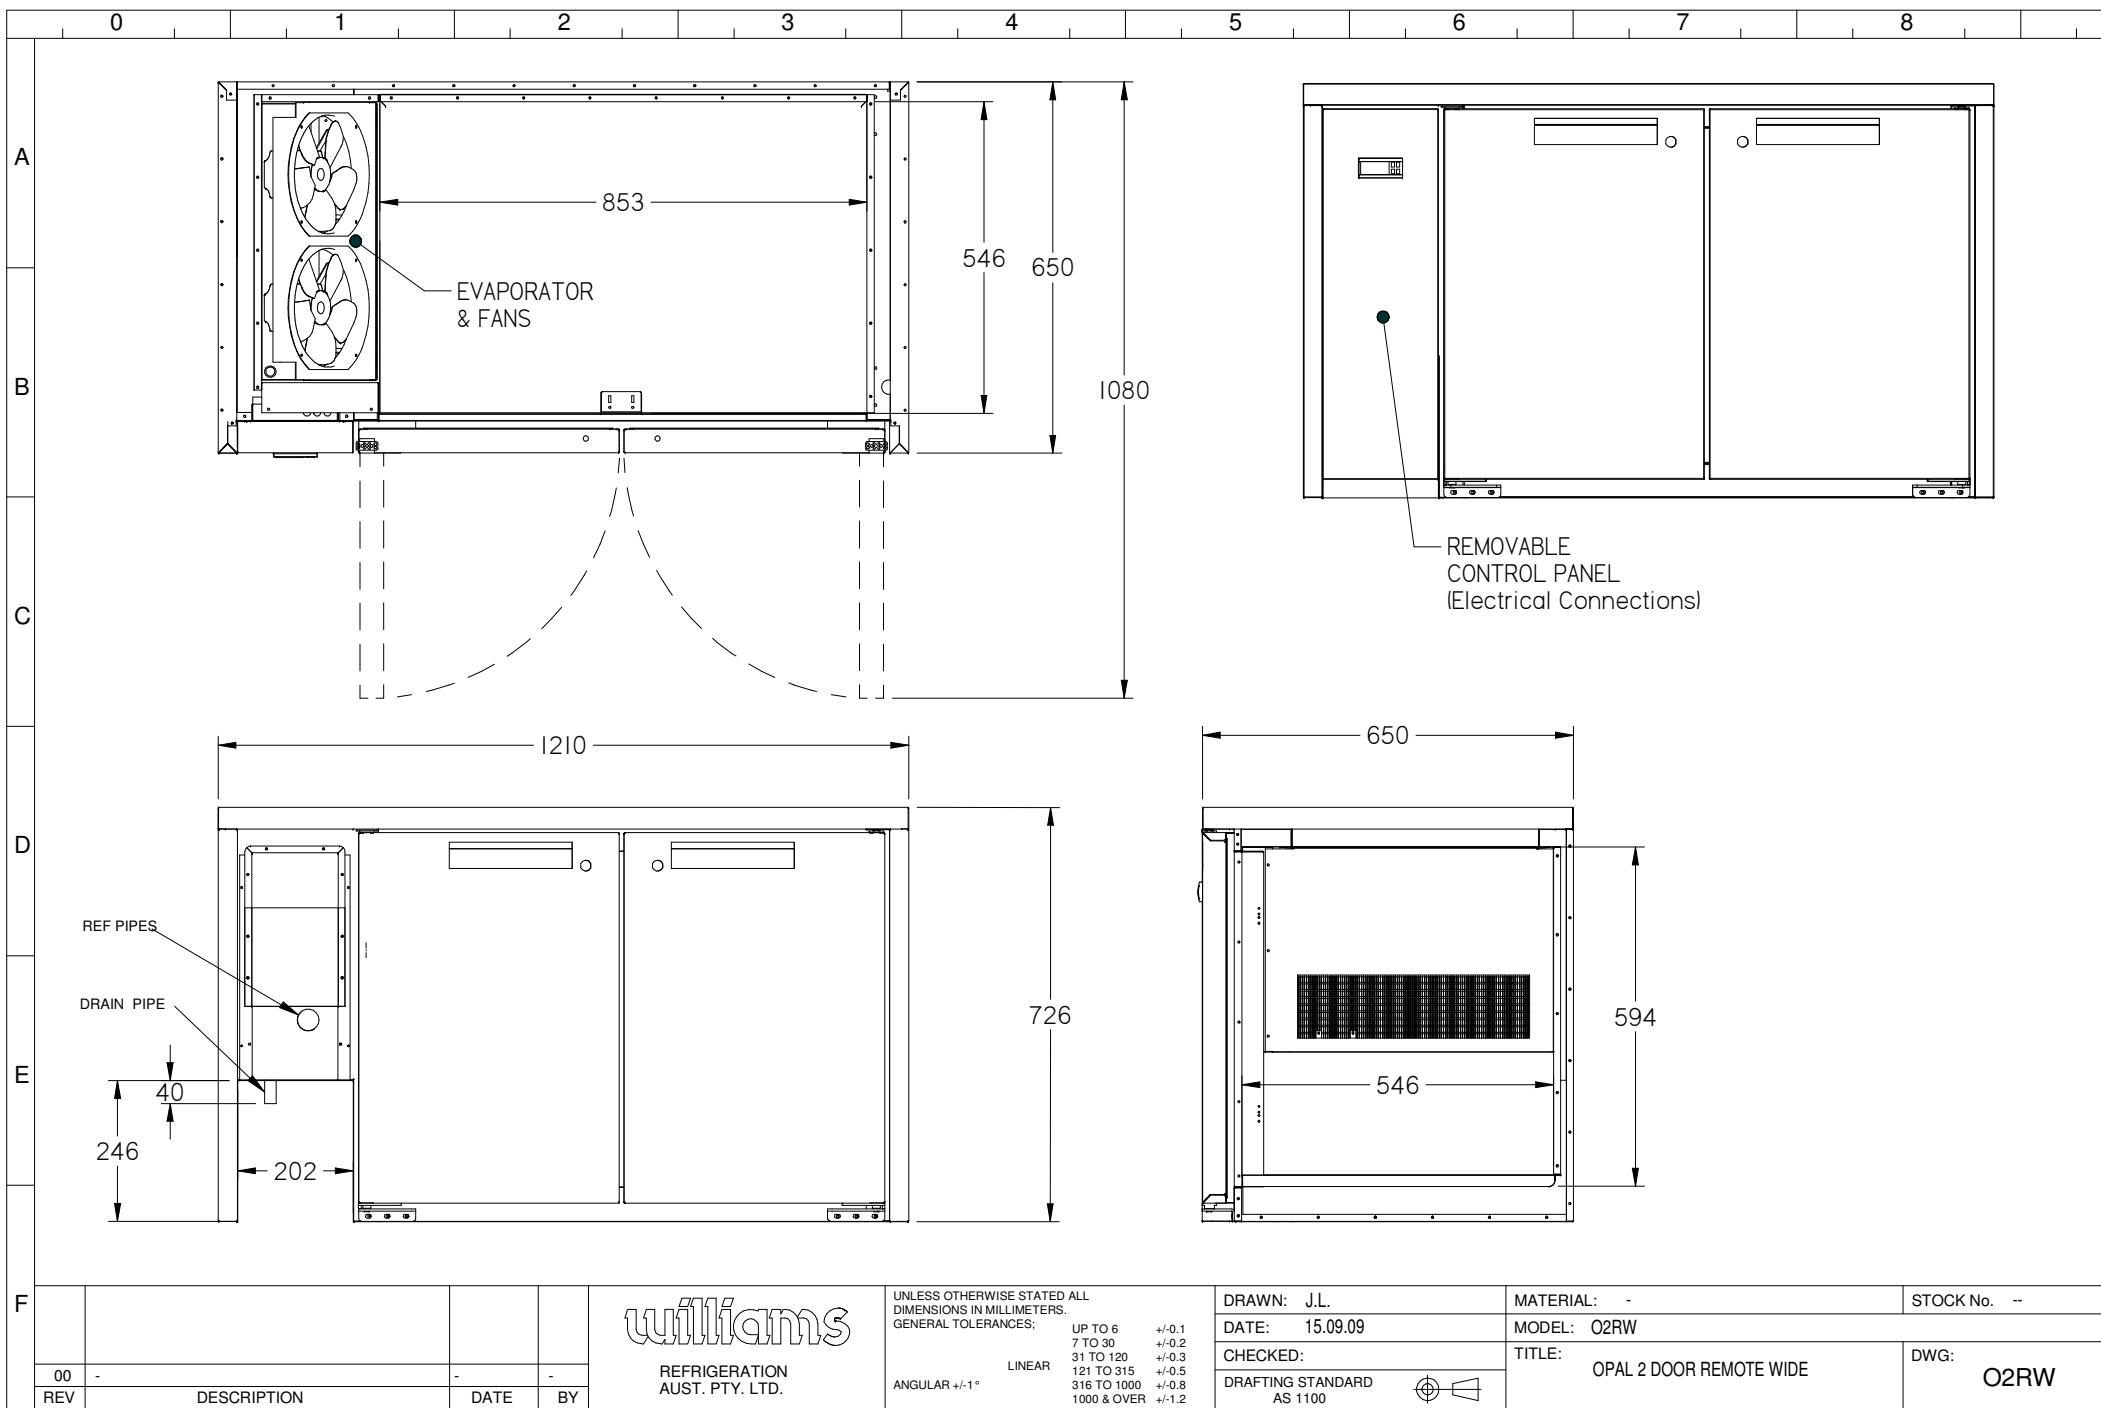 0 1 2 3 4 5 6 7 8
A
B
C
D
E
F
853
546
650
1080
EVAPORATOR
& FANS
REMOVABLE
CONTROL PANEL
(Electrical Connections)
1210
650
REF PIPES
DRAIN PIPE
40
246
202
726
594
546
00 - - -
REV DESCRIPTION DATE BY
williams
REFRIGERATION
AUST. PTY. LTD.
UNLESS OTHERWISE STATED ALL
DIMENSIONS IN MILLIMETERS.
GENERAL TOLERANCES;
UP TO 6 +/-0.1
7 TO 30 +/-0.2
31 TO 120 +/-0.3
LINEAR
121 TO 315 +/-0.5
ANGULAR +/-1°
316 TO 1000 +/-0.8
1000 & OVER +/-1.2
DRAWN: J.L.
DATE: 15.09.09
CHECKED:
DRAFTING STANDARD
AS 1100
MATERIAL: -
MODEL: O2RW
TITLE:
OPAL 2 DOOR REMOTE WIDE
STOCK No. --
DWG:
O2RW